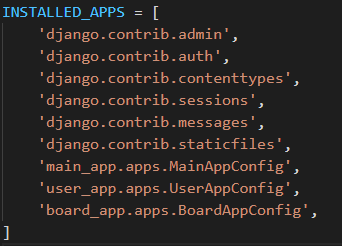 INSTALLED_APPS = [
    'django.contrib.admin',
    'django.contrib.auth',
    'django.contrib.contenttypes',
    'django.contrib.sessions',
    'django.contrib.messages',
    'django.contrib.staticfiles',
    'main_app.apps.MainAppConfig',
    'user_app.apps.UserAppConfig',
    'board_app.apps.BoardAppConfig',
]